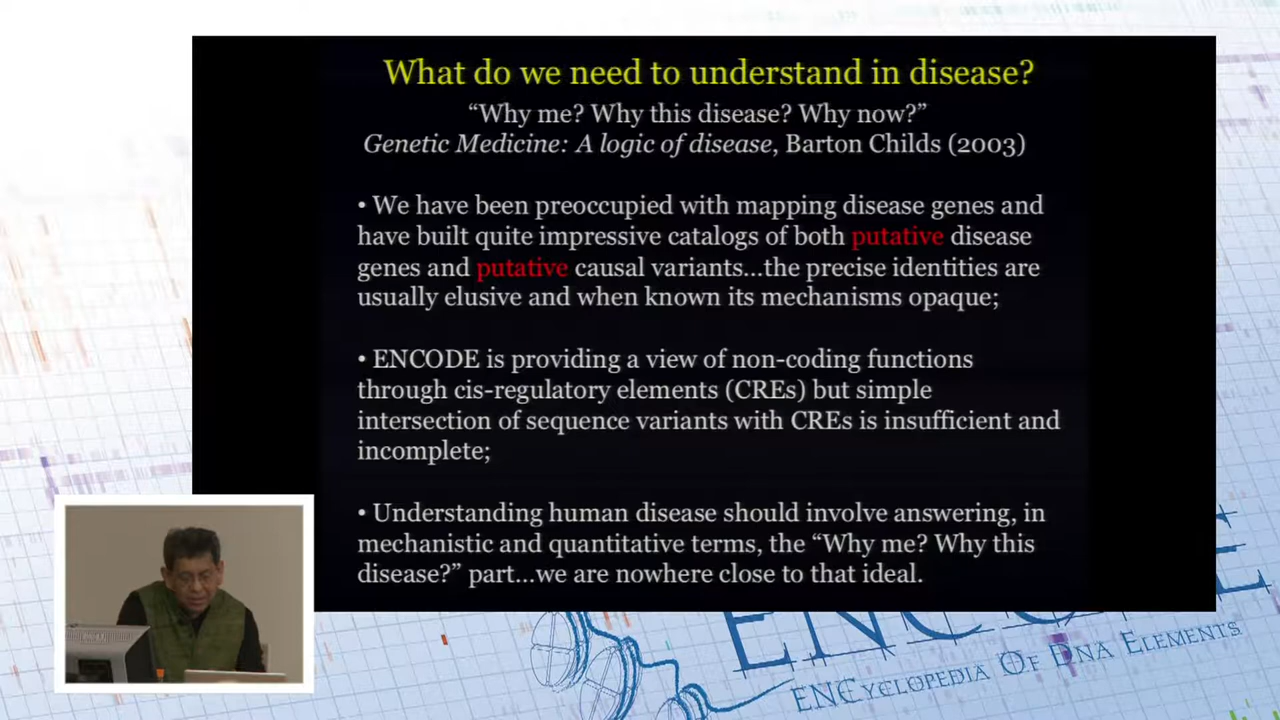 What do we need to understand in disease?
“Why me? Why this disease? Why now?”
Genetic Medicine: A logic of disease, Barton Childs (2003)
• We have been preoccupied with mapping disease genes and
have built quite impressive catalogs of both putative disease
genes and putative causal variants...the precise identities are
usually elusive and when known its mechanisms opaque;
• ENCODE is providing a view of non-coding functions
through cis-regulatory elements (CREs) but simple
intersection of sequence variants with CREs is insufficient and
incomplete;
• Understanding human disease should involve answering, in
mechanistic and quantitative terms, the “Why me? Why this
disease?” part...we are nowhere close to that ideal.
ENCODE
ENCYCLOPEDIA OF DNA ELEMENTS